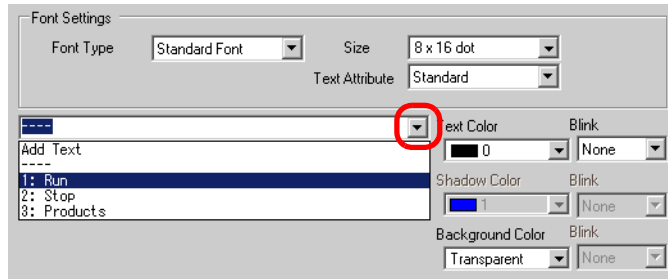 Font Settings
Font Type Standard Font Size 8 x 16 dot
Text Attribute Standard
---- Text Color Blink
Add Text 0 None
----
1: Run Shadow Color Blink
2: Stop 1 None
3: Products
Background Color Blink
Transparent None